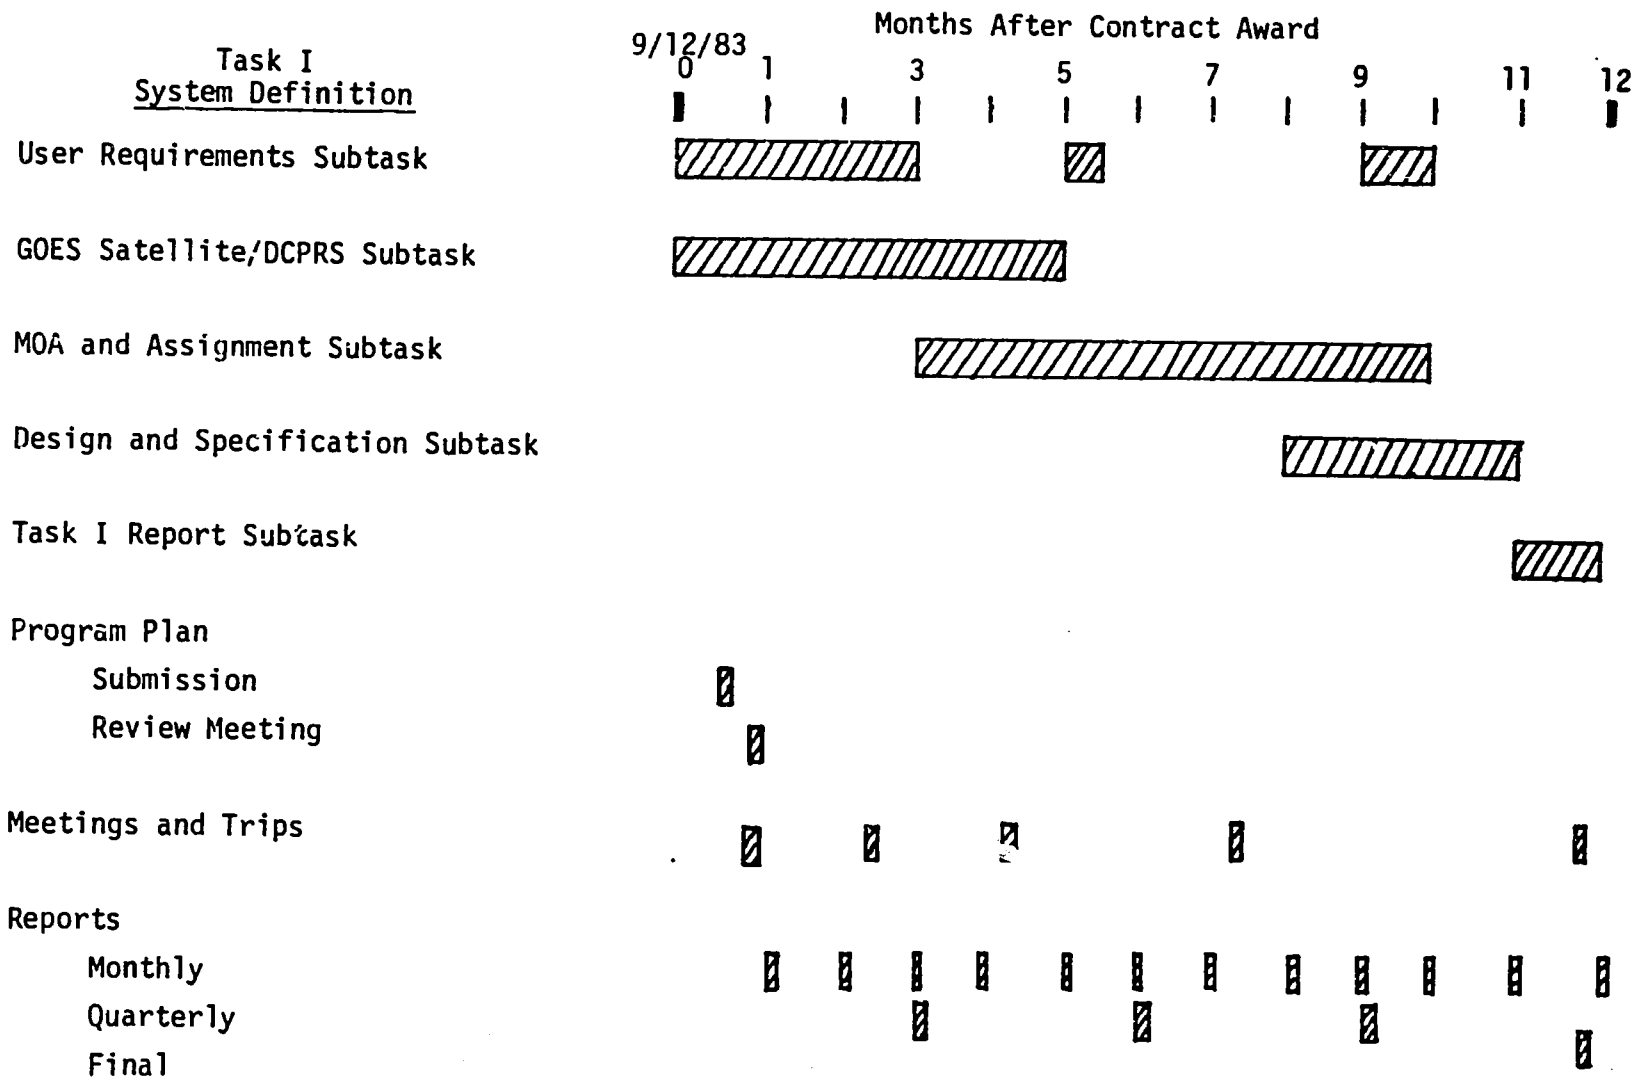 Months After Contract Award
9/12/83
Task I
System Definition
0 1 3 5 7 9 11 12
User Requirements Subtask
GOES Satellite/DCPRS Subtask
MOA and Assignment Subtask
Design and Specification Subtask
Task I Report Subtask
Program Plan
Submission
Review Meeting
Meetings and Trips
Reports
Monthly
Quarterly
Final